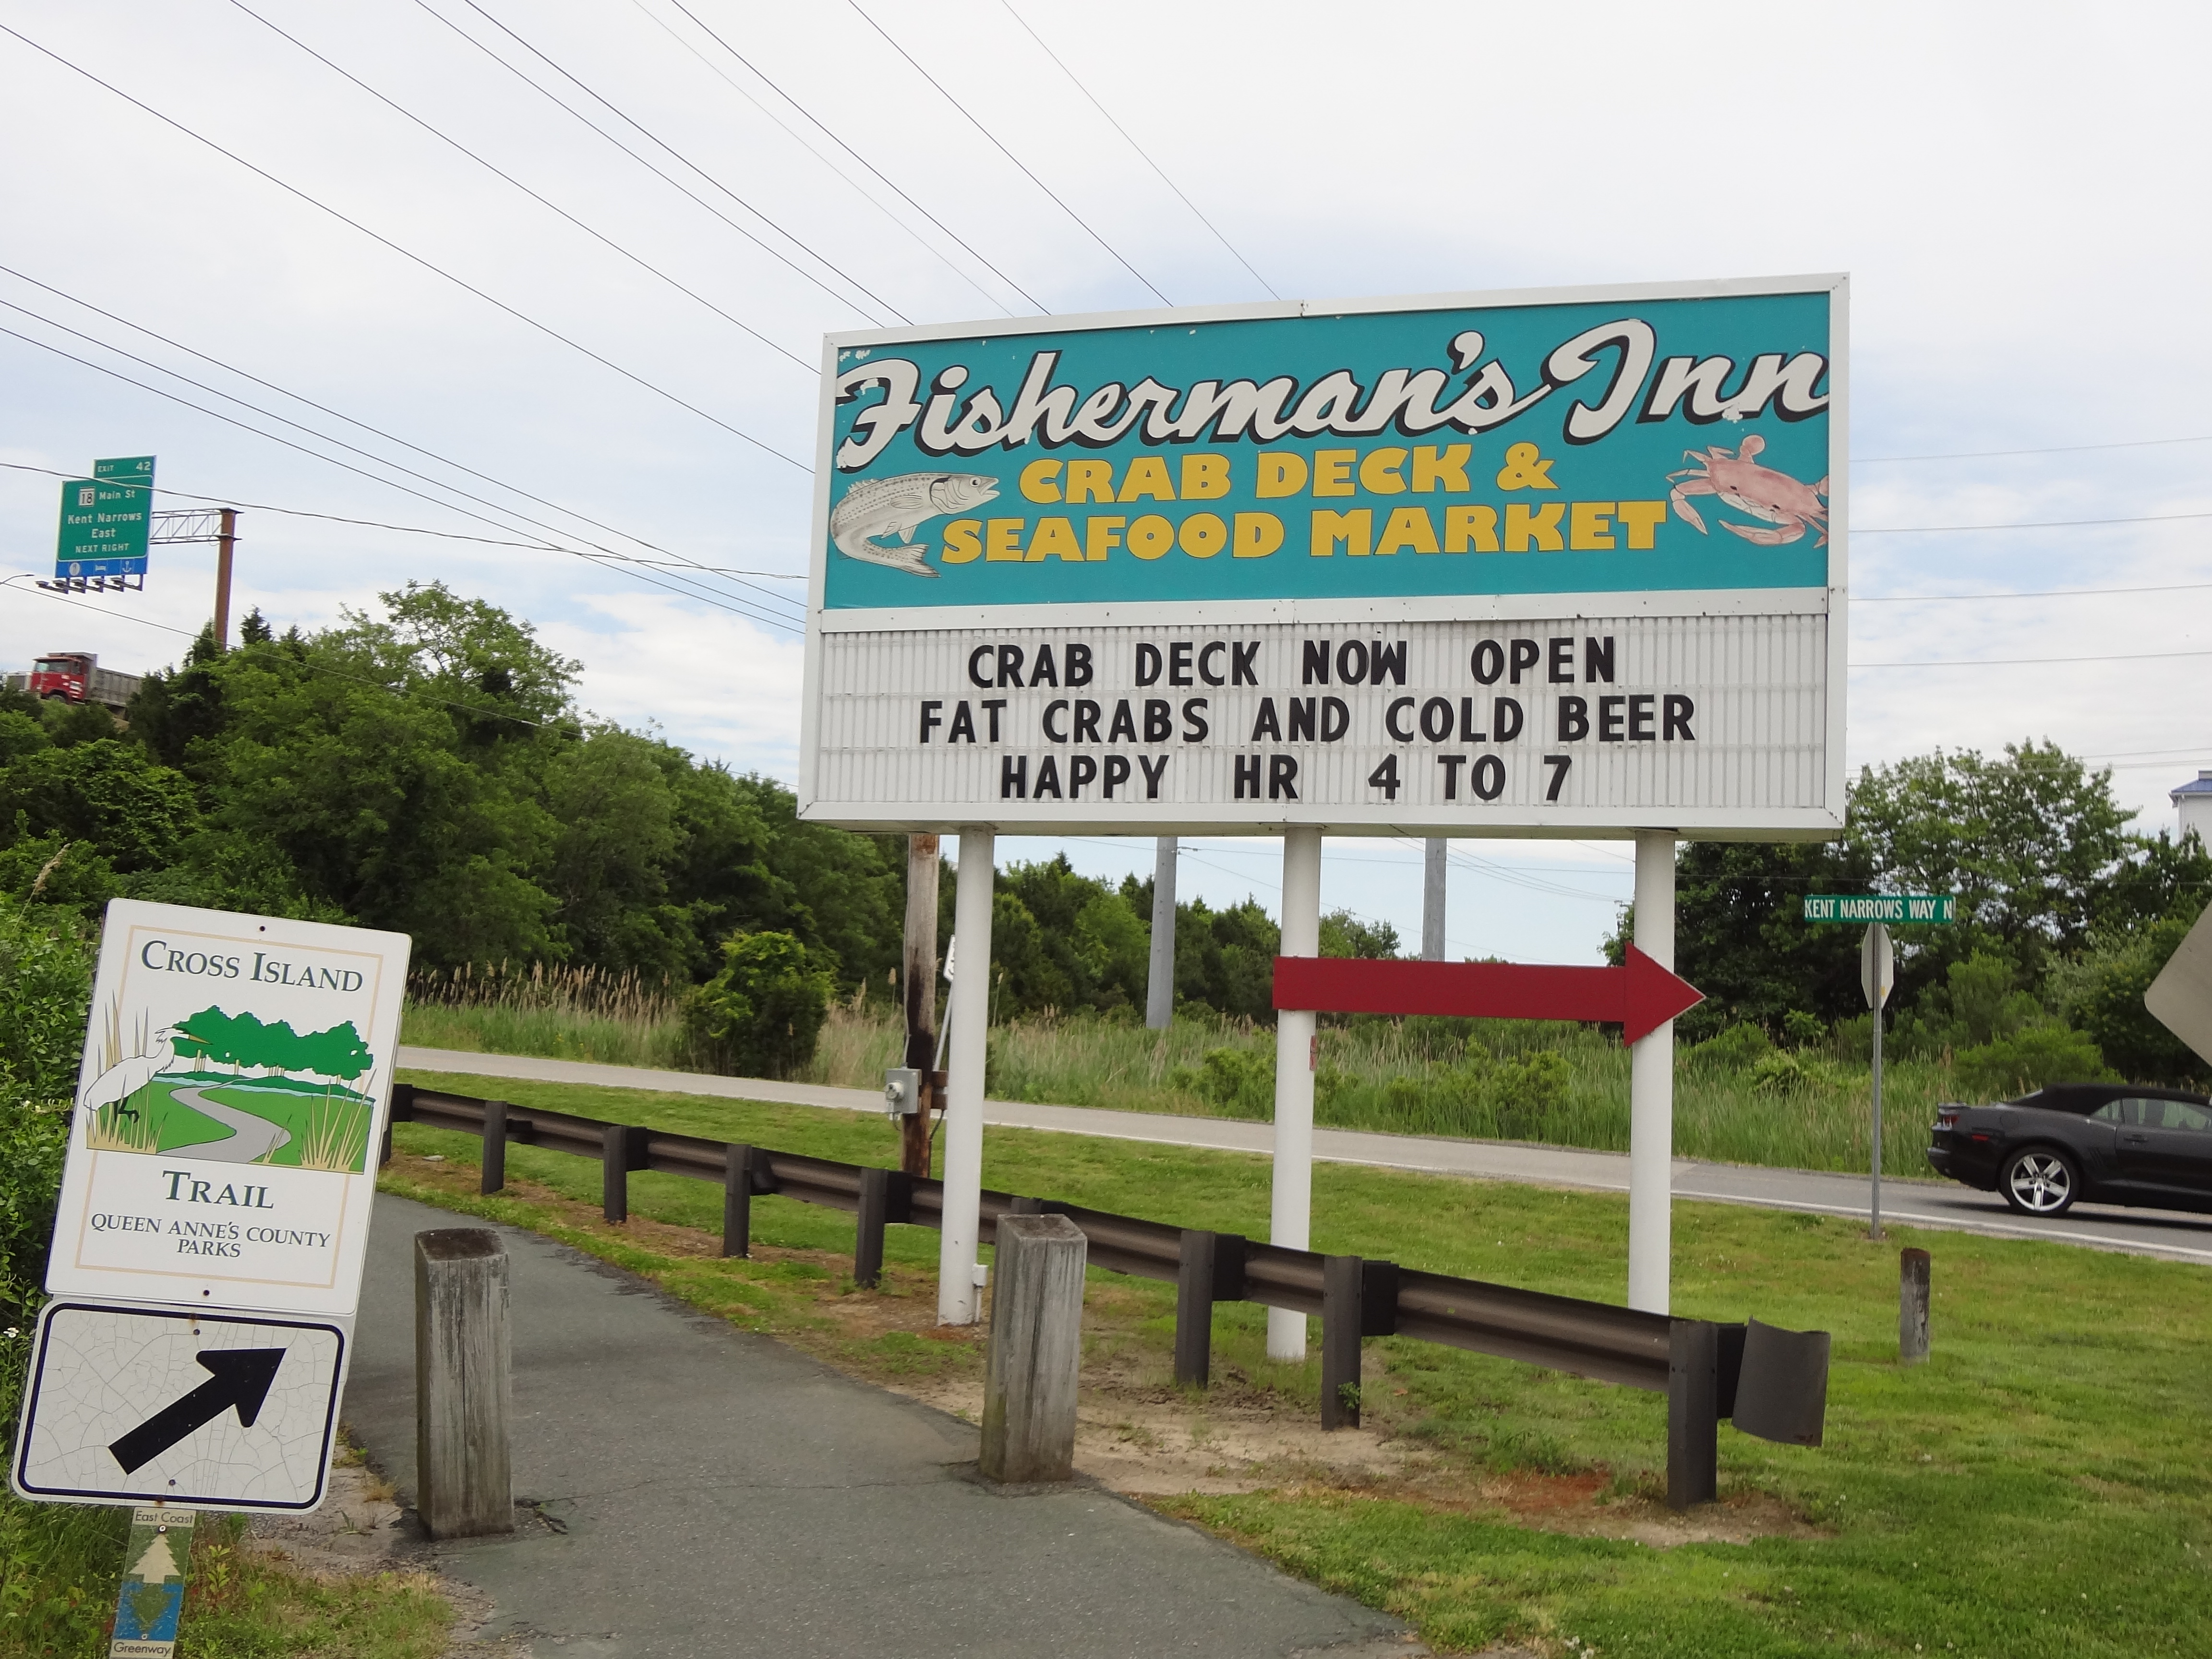 EXIT 42
18 Main St
Kent Narrows
East
NEXT RIGHT
Fisherman's Inn
CRAB DECK &
SEAFOOD MARKET
CRAB DECK NOW OPEN
FAT CRABS AND COLD BEER
HAPPY HR 4 TO 7
KENT NARROWS WAY N
CROSS ISLAND
TRAIL
QUEEN ANNE'S COUNTY
PARKS
East Coast
Greenway